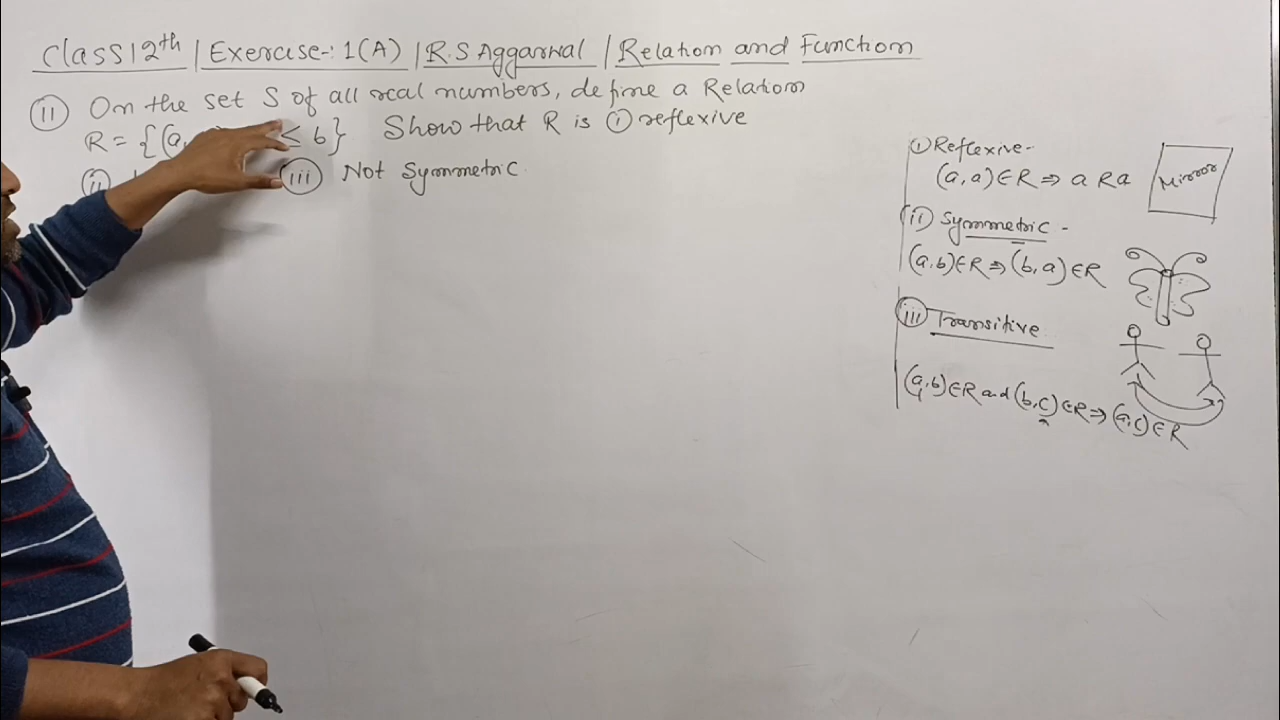 Class 12th | Exercise-: 1(A) | R.S Aggarwal | Relation and Function
(11) On the set S of all real numbers, define a Relation
R = {(a, ≤ b} Show that R is (i) reflexive
(ii) (iii) Not Symmetric
(i) Reflexive-
(a,a)∈R ⇒ a R a
Mirror
(ii) Symmetric -
(a,b)∈R ⇒ (b,a)∈R
(iii) Transitive
(a,b)∈R and (b,c)∈R ⇒ (a,c)∈R